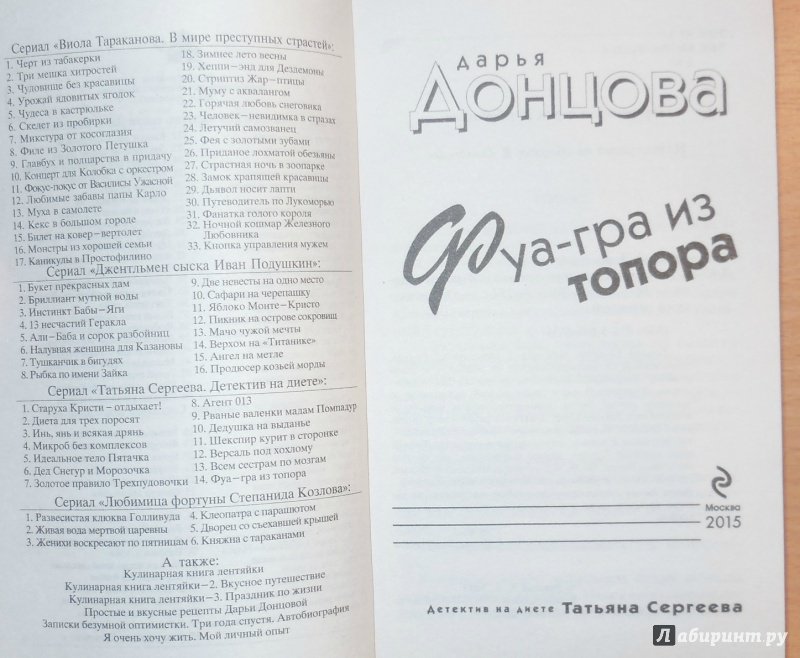 Сериал «Виола Тараканова. В мире преступных страстей»:
1. Черт из табакерки
2. Три мешка хитростей
3. Чудовище без красавицы
4. Урожай ядовитых ягодок
5. Чудеса в кастрюльке
6. Скелет из пробирки
7. Микстура от косоглазия
8. Филе из Золотого Петушка
9. Главбух и полцарства в придачу
10. Концерт для Колобка с оркестром
11. Фокус-покус от Василисы Ужасной
12. Любимые забавы папы Карло
13. Муха в самолете
14. Кекс в большом городе
15. Билет на ковер-вертолет
16. Монстры из хорошей семьи
17. Каникулы в Простофилино
18. Зимнее лето весны
19. Хеппи-энд для Дездемоны
20. Стриптиз Жар-птицы
21. Муму с аквалангом
22. Горячая любовь снеговика
23. Человек-невидимка в стразах
24. Летучий самозванец
25. Фея с золотыми зубами
26. Приданое лохматой обезьяны
27. Страстная ночь в зоопарке
28. Замок храпящей красавицы
29. Дьявол носит лапти
30. Путеводитель по Лукоморью
31. Фанатка голого короля
32. Ночной кошмар Железного
Любовника
33. Кнопка управления мужем
Сериал «Джентльмен сыска Иван Подушкин»:
1. Букет прекрасных дам
2. Бриллиант мутной воды
3. Инстинкт Бабы-Яги
4. 13 несчастий Геракла
5. Али-Баба и сорок разбойниц
6. Надувная женщина для Казановы
7. Тушканчик в бигудях
8. Рыбка по имени Зайка
9. Две невесты на одно место
10. Сафари на черепашку
11. Яблоко Монте-Кристо
12. Пикник на острове сокровищ
13. Мачо чужой мечты
14. Верхом на «Титанике»
15. Ангел на метле
16. Продюсер козьей морды
Сериал «Татьяна Сергеева. Детектив на диете»:
1. Старуха Кристи – отдыхает!
2. Диета для трех поросят
3. Инь, янь и всякая дрянь
4. Микроб без комплексов
5. Идеальное тело Пятачка
6. Дед Снегур и Морозочка
7. Золотое правило Трехпудовочки
8. Агент 013
9. Рваные валенки мадам Помпадур
10. Дедушка на выданье
11. Шекспир курит в сторонке
12. Версаль под хохлому
13. Всем сестрам по мозгам
14. Фуа-гра из топора
Сериал «Любимица фортуны Степанида Козлова»:
1. Развесистая клюква Голливуда
2. Живая вода мертвой царевны
3. Женихи воскресают по пятницам
4. Клеопатра с парашютом
5. Дворец со съехавшей крышей
6. Княжна с тараканами
А также:
Кулинарная книга лентяйки
Кулинарная книга лентяйки-2. Вкусное путешествие
Кулинарная книга лентяйки-3. Праздник по жизни
Простые и вкусные рецепты Дарьи Донцовой
Записки безумной оптимистки. Три года спустя. Автобиография
Я очень хочу жить. Мой личный опыт
дарья
Донцова
Фуа-гра из
топора
Москва
2015
Детектив на диете Татьяна Сергеева
Лабиринт.ру